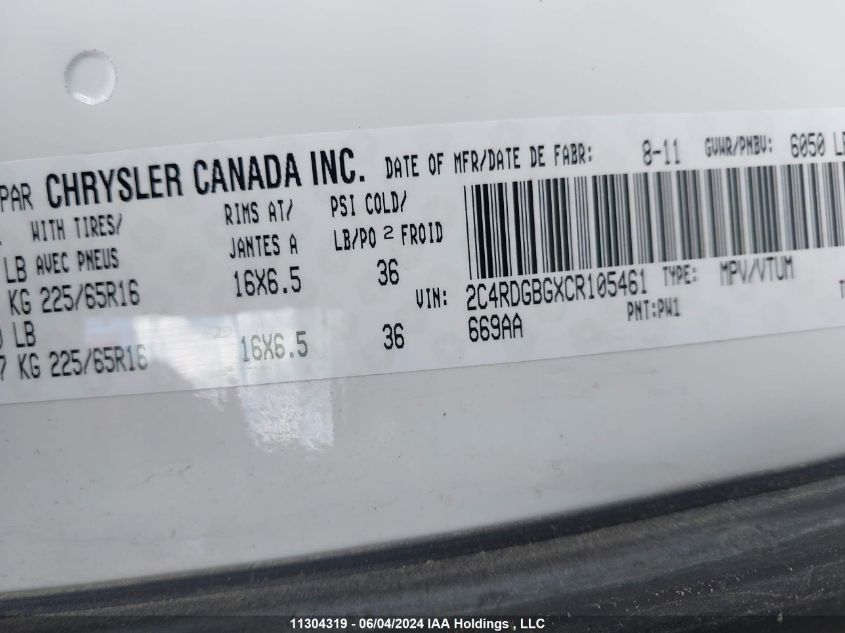 PAR CHRYSLER CANADA INC. DATE OF MFR/DATE DE FABR: 8-11 GVWR/PNBV: 6050 LB
WITH TIRES/ RIMS AT/ PSI COLD/
LB AVEC PNEUS JANTES A LB/PO 2 FROID
KG 225/65R16 16X6.5 36 VIN: 2C4RDGBGXCR105461 TYPE: MPV/VTUM
LB 669AA PNT:PW1
7 KG 225/65R16 16X6.5 36
11304319 - 06/04/2024 IAA Holdings , LLC